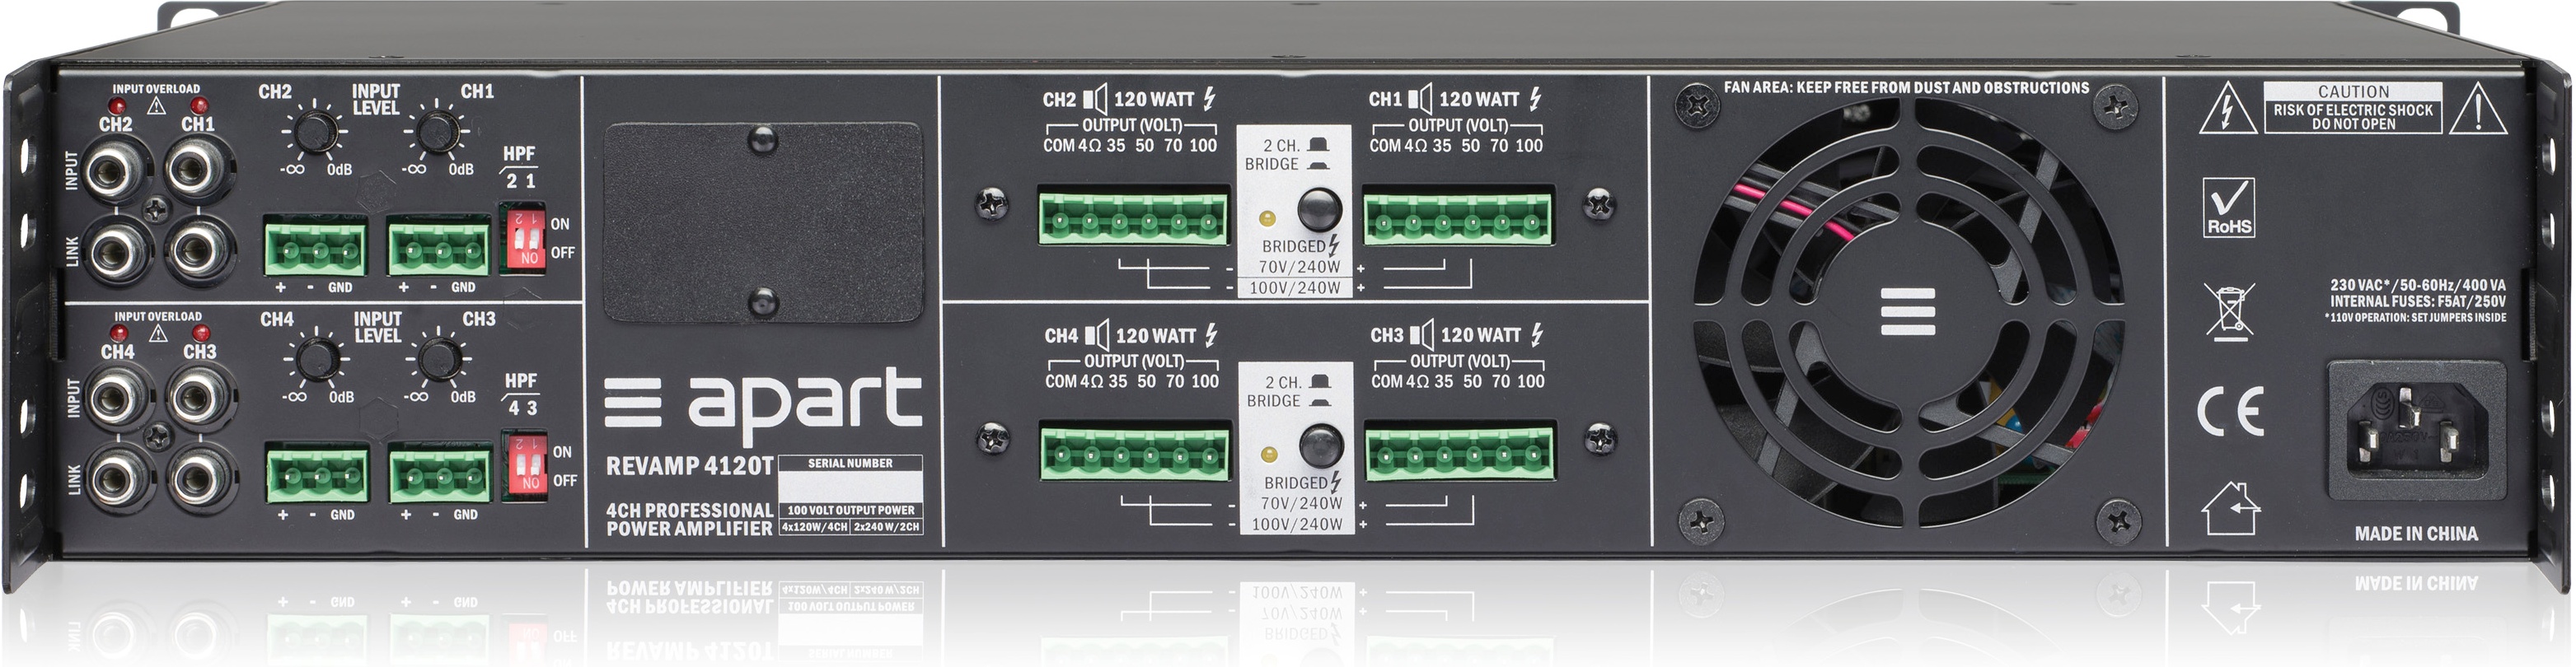 INPUT OVERLOAD
CH2 CH1
INPUT
LINK
CH2 INPUT LEVEL CH1
-∞ 0dB -∞ 0dB
HPF
2 1
ON
OFF
+ - GND + - GND
INPUT OVERLOAD
CH4 CH3
INPUT
LINK
CH4 INPUT LEVEL CH3
-∞ 0dB -∞ 0dB
HPF
4 3
ON
OFF
+ - GND + - GND
apart
REVAMP 4120T
4CH PROFESSIONAL
POWER AMPLIFIER
SERIAL NUMBER
100 VOLT OUTPUT POWER
4x120W/4CH 2x240W/2CH
CH2 120 WATT
OUTPUT (VOLT)
COM 4Ω 35 50 70 100
2 CH.
BRIDGE
BRIDGED
- 70V/240W +
- 100V/240W +
CH1 120 WATT
OUTPUT (VOLT)
COM 4Ω 35 50 70 100
CH4 120 WATT
OUTPUT (VOLT)
COM 4Ω 35 50 70 100
2 CH.
BRIDGE
BRIDGED
- 70V/240W +
- 100V/240W +
CH3 120 WATT
OUTPUT (VOLT)
COM 4Ω 35 50 70 100
FAN AREA: KEEP FREE FROM DUST AND OBSTRUCTIONS
CAUTION
RISK OF ELECTRIC SHOCK
DO NOT OPEN
RoHS
CE
230 VAC*/50-60Hz/400 VA
INTERNAL FUSES: F5AT/250V
*110V OPERATION: SET JUMPERS INSIDE
MADE IN CHINA